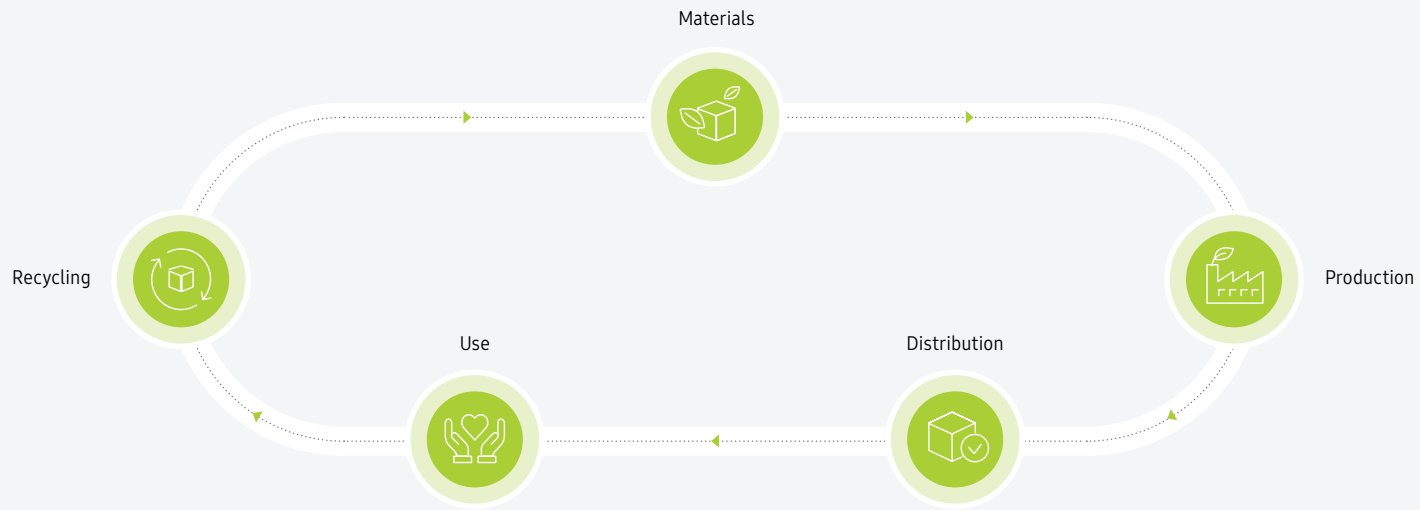 Materials
Recycling
Production
Use
Distribution